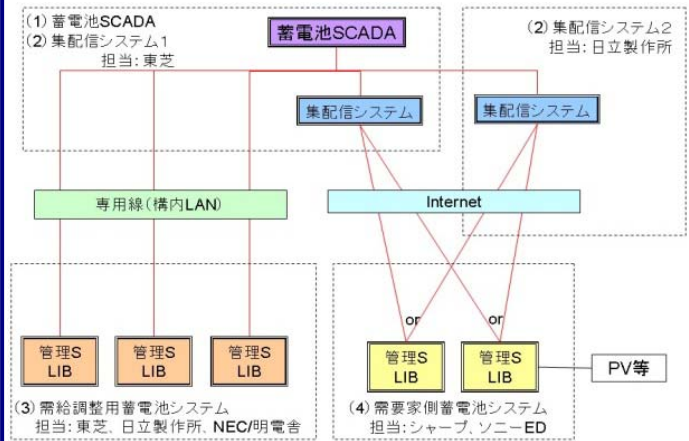 (1) 蓄電池SCADA
(2) 集配信システム1
担当:東芝
蓄電池SCADA
(2) 集配信システム2
担当:日立製作所
集配信システム
集配信システム
専用線(構内LAN)
Internet
or
or
管理S
LIB
管理S
LIB
管理S
LIB
管理S
LIB
管理S
LIB
PV等
(3) 需給調整用蓄電池システム
担当:東芝、日立製作所、NEC/明電舎
(4) 需要家側蓄電池システム
担当:シャープ、ソニーED